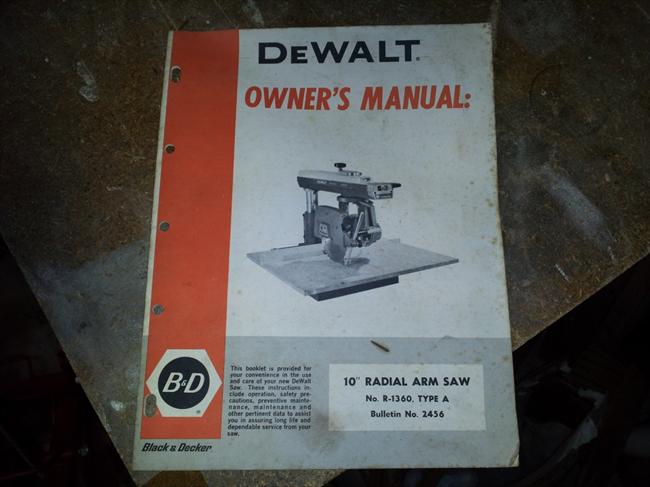 DEWALT®
OWNER'S MANUAL:
B&D®
Black & Decker
This booklet is provided for
your convenience in the use
and care of your new DeWalt
Saw. These instructions in-
clude operation, safety pre-
cautions, preventive mainte-
nance, maintenance and
other pertinent data to assist
you in assuring long life and
dependable service from your
saw.
10" RADIAL ARM SAW
No. R-1360, TYPE A
Bulletin No. 2456